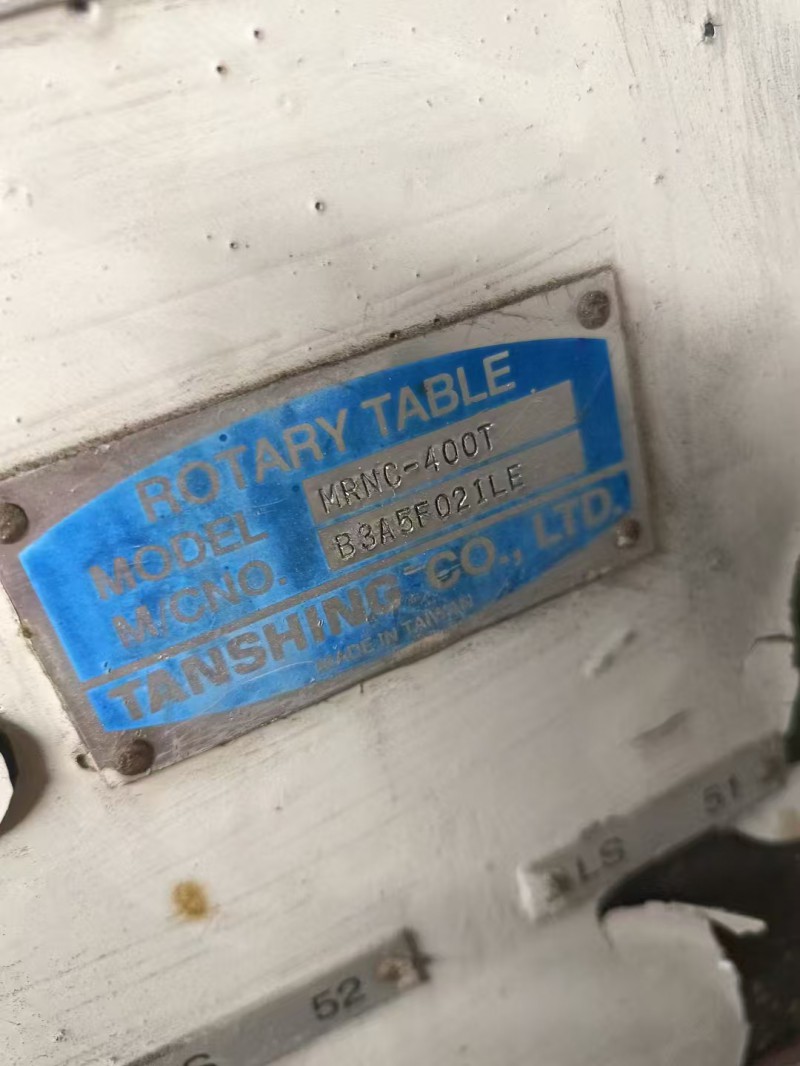 ROTARY TABLE
MODEL MRNC-400T
M/CNO. B3A5F021LE
TANSHING CO., LTD.
MADE IN TAIWAN
LS 51
S 52